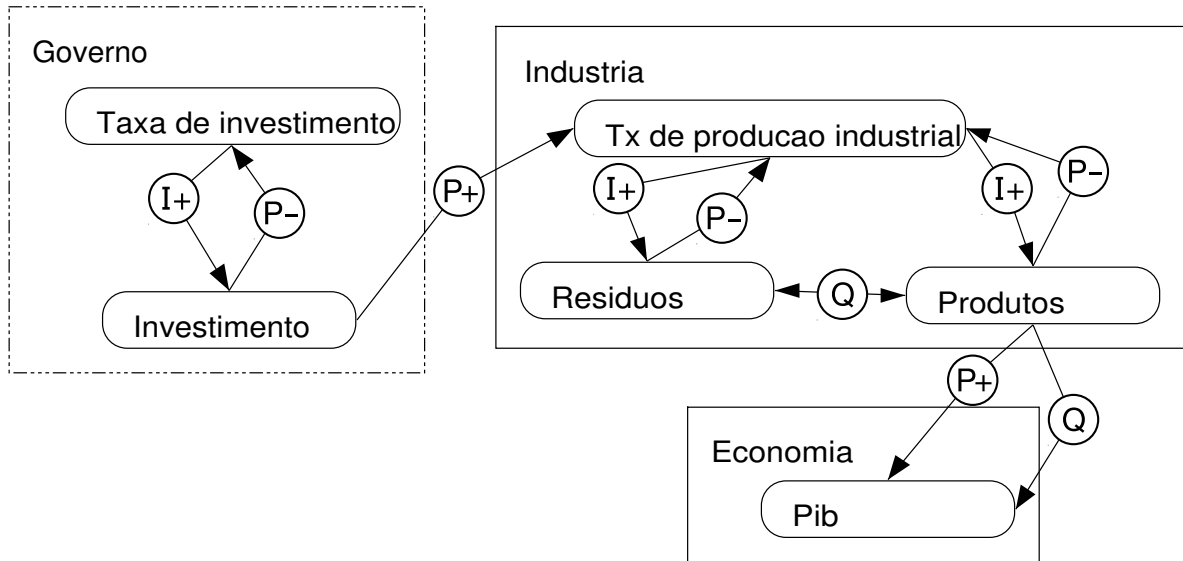 Governo
Taxa de investimento
I+
P–
Investimento
P+
Industria
Tx de producao industrial
I+
P–
I+
P–
Residuos
Q
Produtos
P+
Q
Economia
Pib